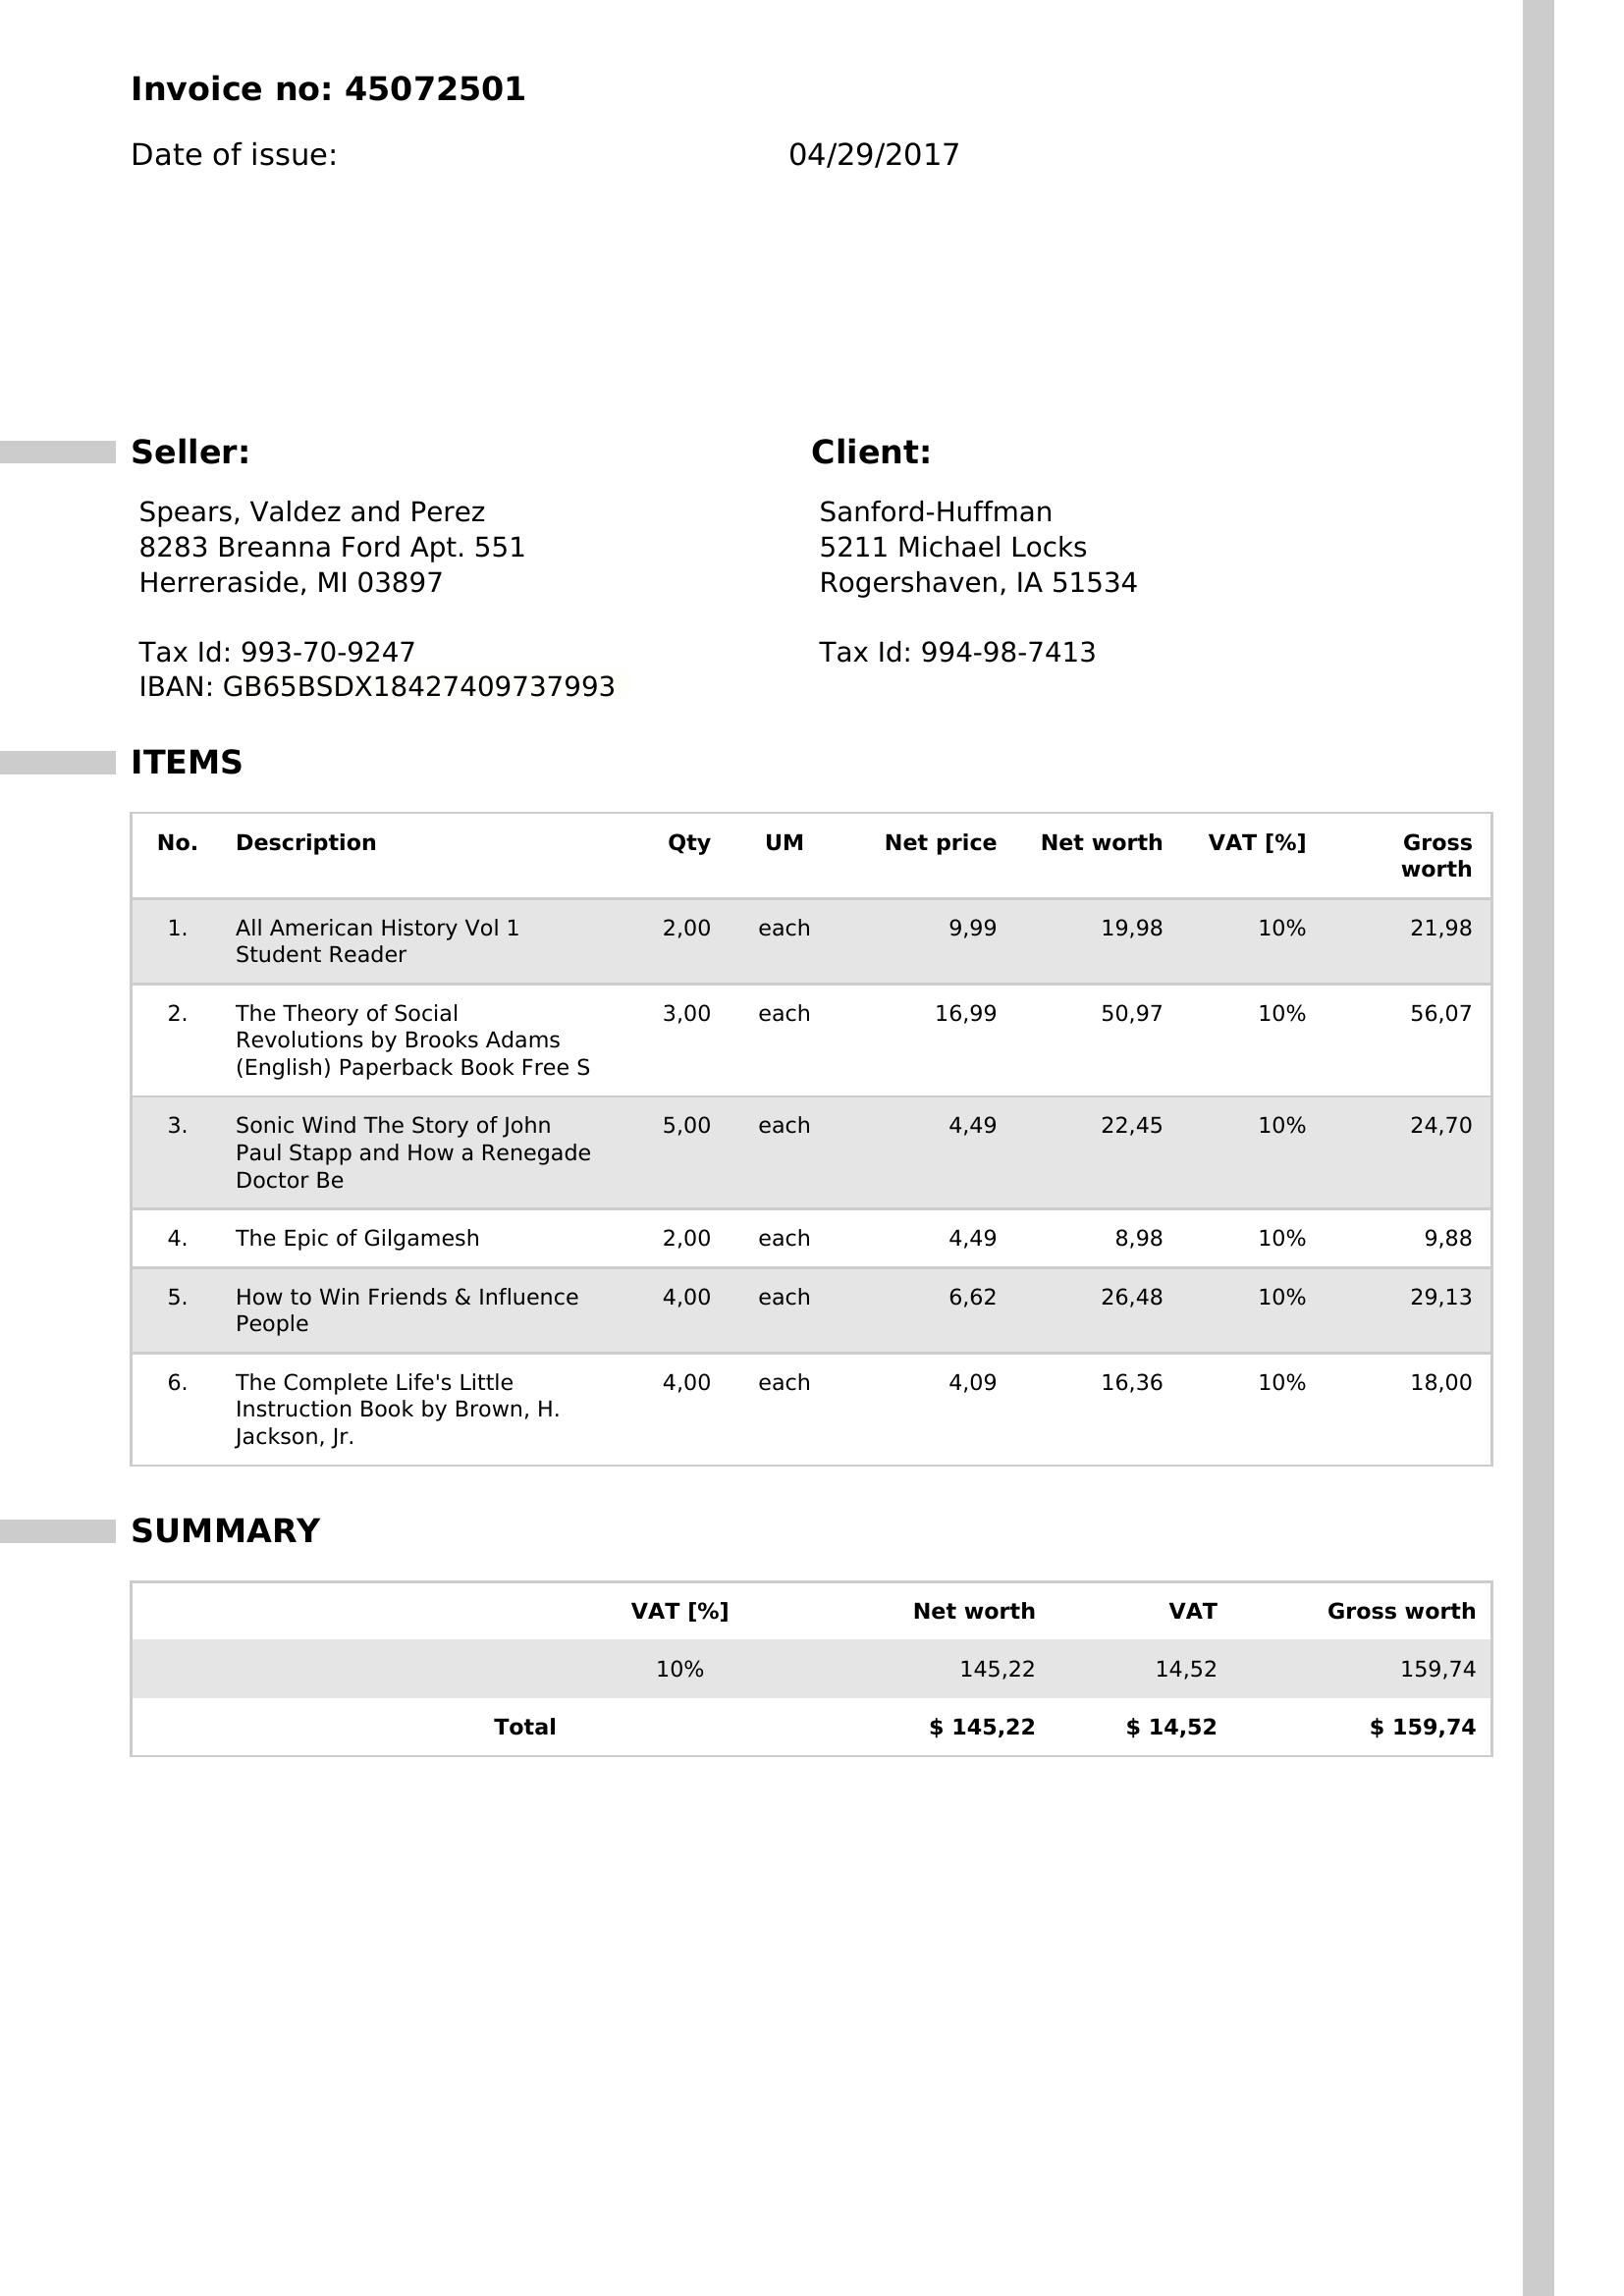 Invoice no: 45072501
Date of issue: 04/29/2017
Seller: Client:
Spears, Valdez and Perez Sanford-Huffman
8283 Breanna Ford Apt. 551 5211 Michael Locks
Herreraside, MI 03897 Rogershaven, IA 51534
Tax Id: 993-70-9247 Tax Id: 994-98-7413
IBAN: GB65BSDX18427409737993
ITEMS
No. Description Qty UM Net price Net worth VAT [%] Gross
worth
1. All American History Vol 1 2,00 each 9,99 19,98 10% 21,98
Student Reader
2. The Theory of Social 3,00 each 16,99 50,97 10% 56,07
Revolutions by Brooks Adams
(English) Paperback Book Free S
3. Sonic Wind The Story of John 5,00 each 4,49 22,45 10% 24,70
Paul Stapp and How a Renegade
Doctor Be
4. The Epic of Gilgamesh 2,00 each 4,49 8,98 10% 9,88
5. How to Win Friends & Influence 4,00 each 6,62 26,48 10% 29,13
People
6. The Complete Life's Little 4,00 each 4,09 16,36 10% 18,00
Instruction Book by Brown, H.
Jackson, Jr.
SUMMARY
VAT [%] Net worth VAT Gross worth
10% 145,22 14,52 159,74
Total $ 145,22 $ 14,52 $ 159,74